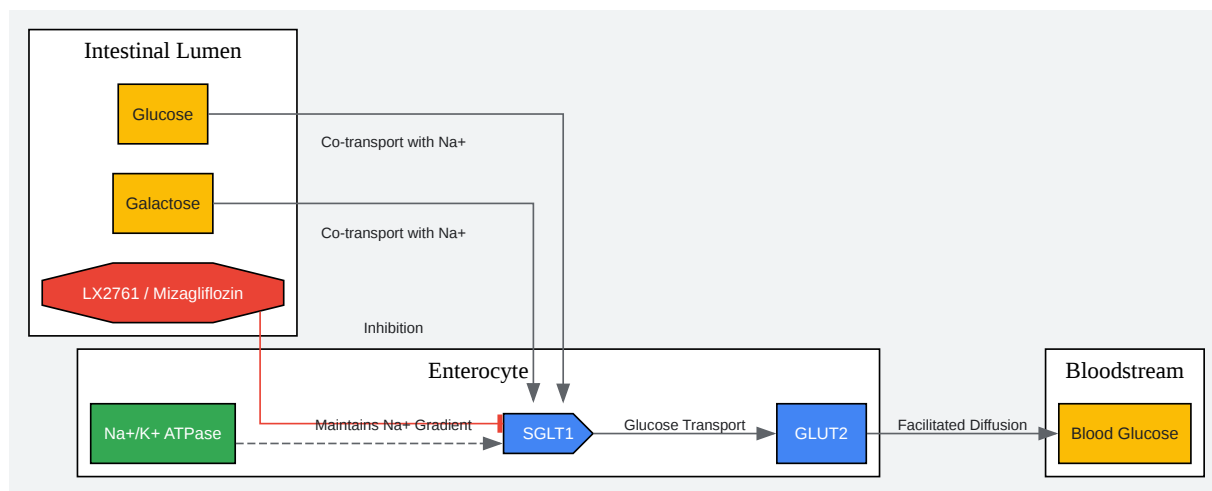 Intestinal Lumen
Glucose
Co-transport with Na+
Galactose
Co-transport with Na+
LX2761 / Mizagliflozin
Inhibition
Enterocyte
Bloodstream
Na+/K+ ATPase
Maintains Na+ Gradient
SGLT1
Glucose Transport
GLUT2
Facilitated Diffusion
Blood Glucose